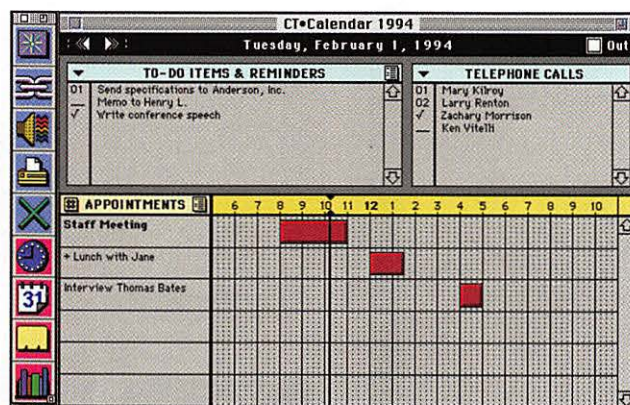 CT•Calendar 1994
Tuesday, February 1, 1994
Out
TO-DO ITEMS & REMINDERS
01 Send specifications to Anderson, Inc.
__ Memo to Henry L.
√ Write conference speech
TELEPHONE CALLS
01 Mary Kilroy
02 Larry Renton
√ Zachary Morrison
__ Ken Vitelli
31
# APPOINTMENTS 6 7 8 9 10 11 12 1 2 3 4 5 6 7 8 9 10
Staff Meeting
+ Lunch with Jane
Interview Thomas Bates